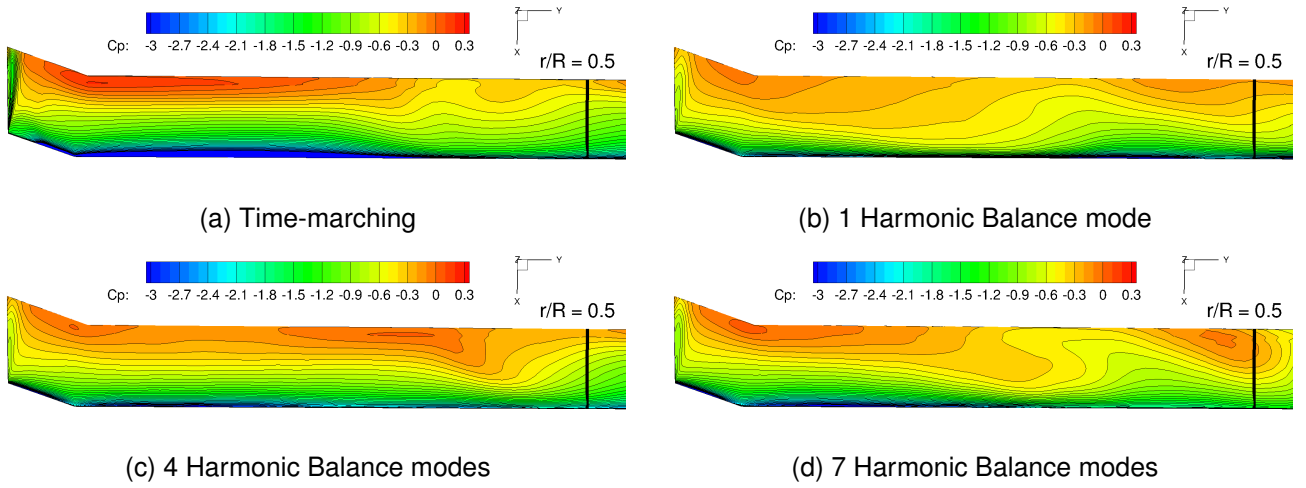 Z Y
X
Cp: -3 -2.7 -2.4 -2.1 -1.8 -1.5 -1.2 -0.9 -0.6 -0.3 0 0.3
r/R = 0.5
(a) Time-marching
Z Y
X
Cp: -3 -2.7 -2.4 -2.1 -1.8 -1.5 -1.2 -0.9 -0.6 -0.3 0 0.3
r/R = 0.5
(b) 1 Harmonic Balance mode
Z Y
X
Cp: -3 -2.7 -2.4 -2.1 -1.8 -1.5 -1.2 -0.9 -0.6 -0.3 0 0.3
r/R = 0.5
(c) 4 Harmonic Balance modes
Z Y
X
Cp: -3 -2.7 -2.4 -2.1 -1.8 -1.5 -1.2 -0.9 -0.6 -0.3 0 0.3
r/R = 0.5
(d) 7 Harmonic Balance modes